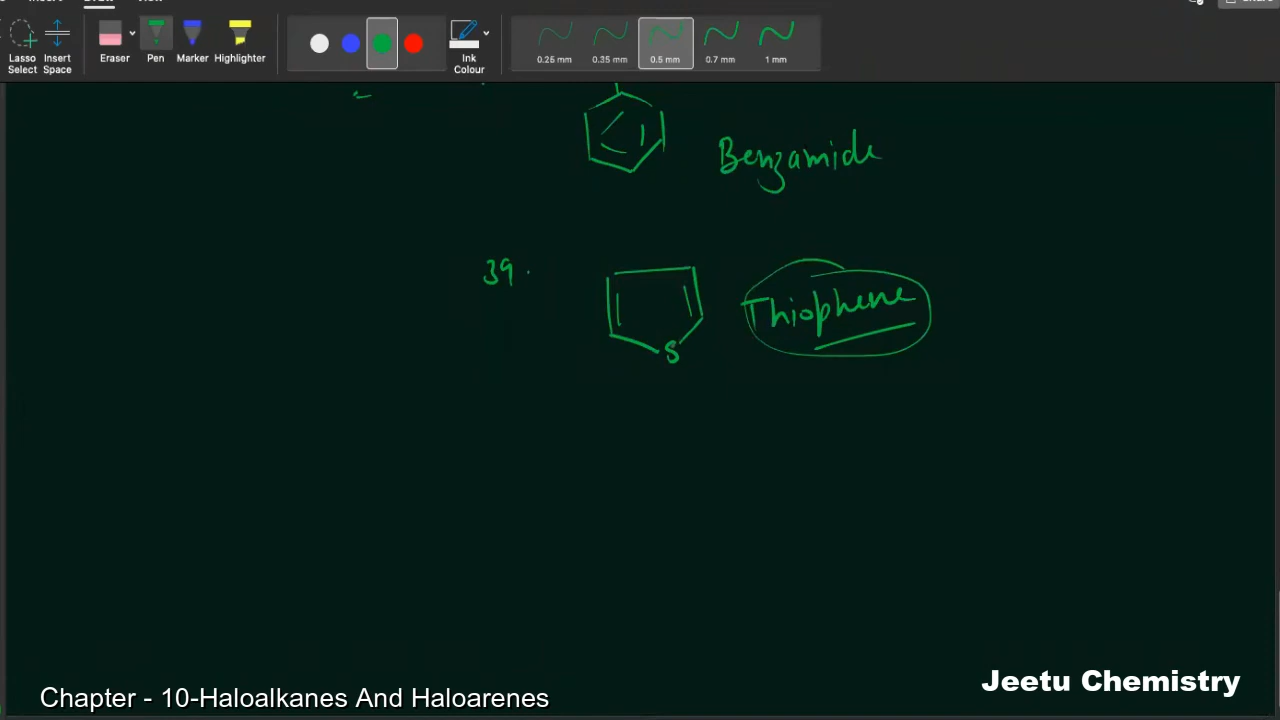 Draw
Lasso Select
Insert Space
Eraser
Pen
Marker
Highlighter
Ink Colour
0.25 mm
0.35 mm
0.5 mm
0.7 mm
1 mm
Benzamide
39.
S
Thiophene
Jeetu Chemistry
Chapter - 10-Haloalkanes And Haloarenes